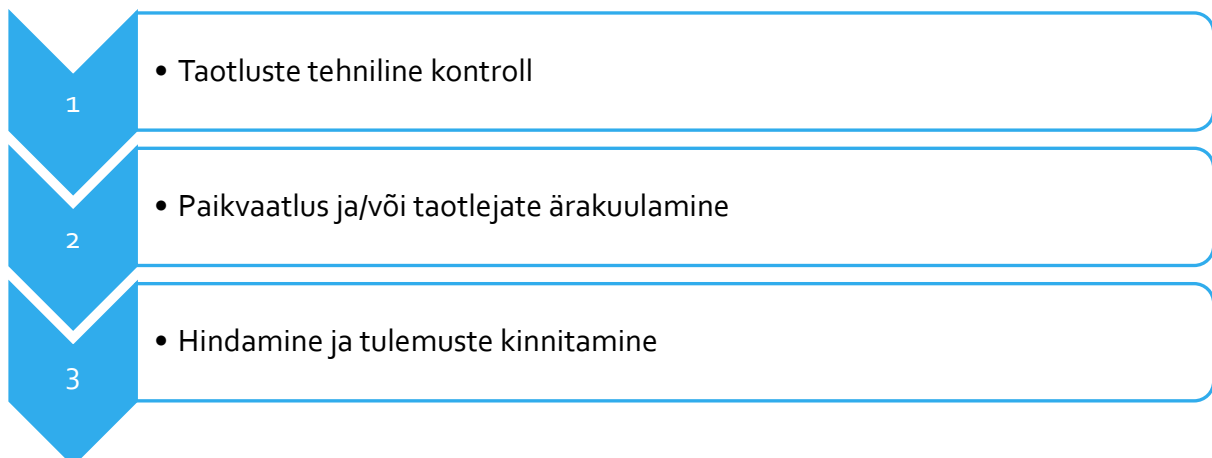 1
• Taotluste tehniline kontroll
2
• Paikvaatlus ja/või taotlejate ärakuulamine
3
• Hindamine ja tulemuste kinnitamine